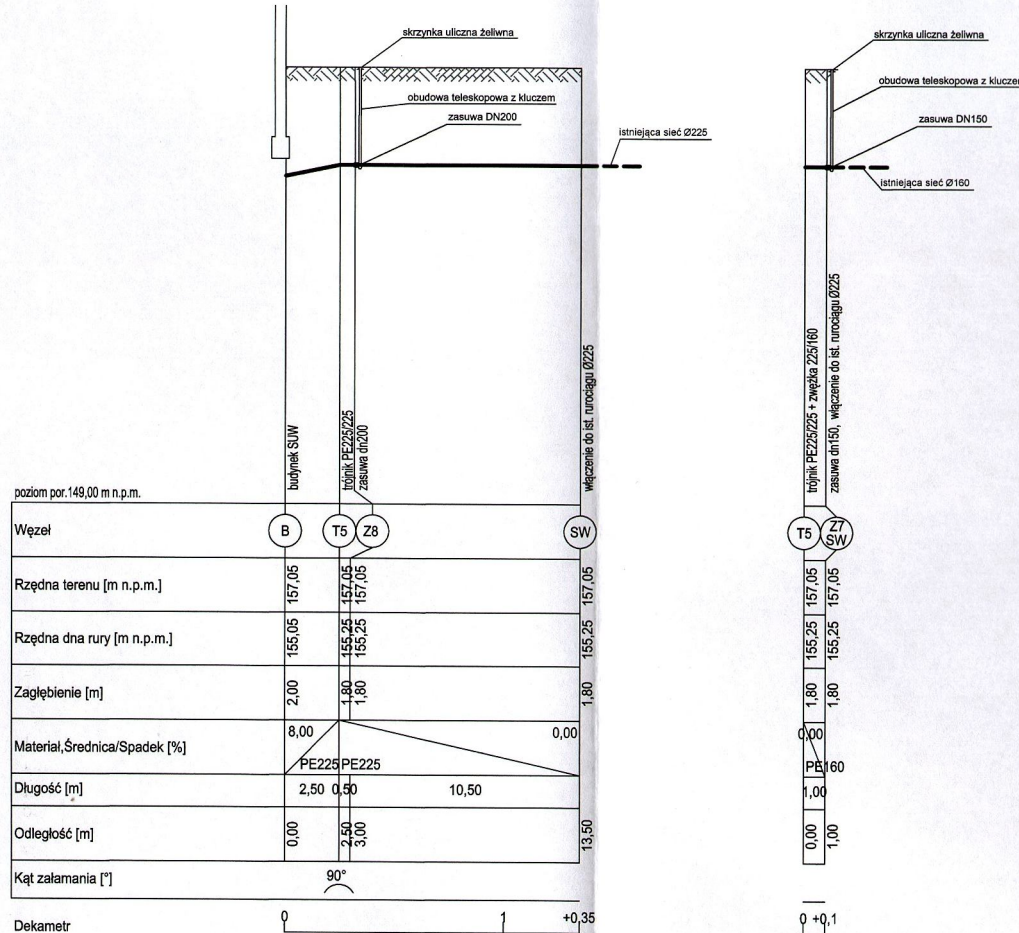 skrzynka uliczna żeliwna
obudowa teleskopowa z kluczem
zasuwa DN200
istniejąca sieć Ø225
budynek SUW
trójnik PE225/225
zasuwa dn200
włączenie do ist. rurociągu Ø225
skrzynka uliczna żeliwna
obudowa teleskopowa z kluczem
zasuwa DN150
istniejąca sieć Ø160
trójnik PE225/225 + zwężka 225/160
zasuwa dn150, włączenie do ist. rurociągu Ø225
poziom por.149,00 m n.p.m.
Węzeł B T5 Z8 SW T5 Z7 SW
Rzędna terenu [m n.p.m.] 157,05 157,05 157,05 157,05 157,05 157,05
Rzędna dna rury [m n.p.m.] 155,05 155,25 155,25 155,25 155,25 155,25
Zagłębienie [m] 2,00 1,80 1,80 1,80 1,80 1,80
8,00 0,00 0,00
Materiał,Średnica/Spadek [%] PE225 PE225 PE160
Długość [m] 2,50 0,50 10,50 1,00
Odległość [m] 0,00 2,50 3,00 13,50 0,00 1,00
Kąt załamania [°] 90°
Dekametr 0 1 +0,35 0 +0,1